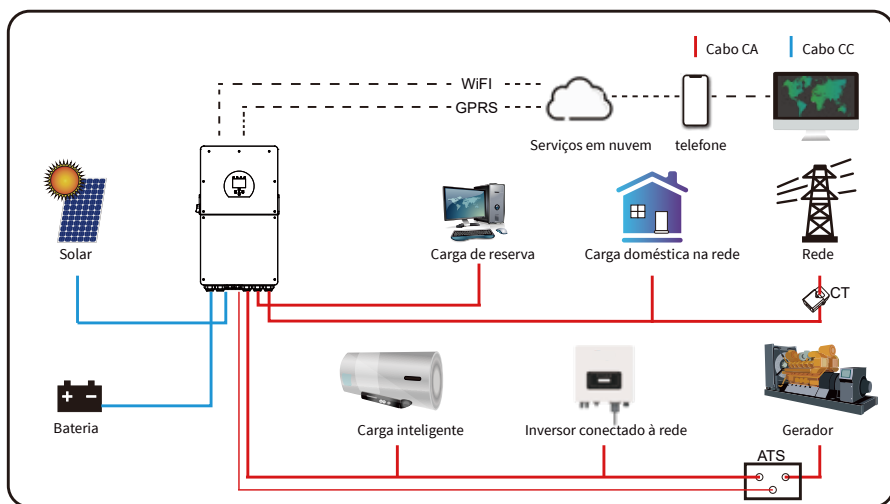 Cabo CA
Cabo CC
WiFI
GPRS
Serviços em nuvem
telefone
Solar
Carga de reserva
Carga doméstica na rede
Rede
CT
Bateria
Carga inteligente
Inversor conectado à rede
Gerador
ATS